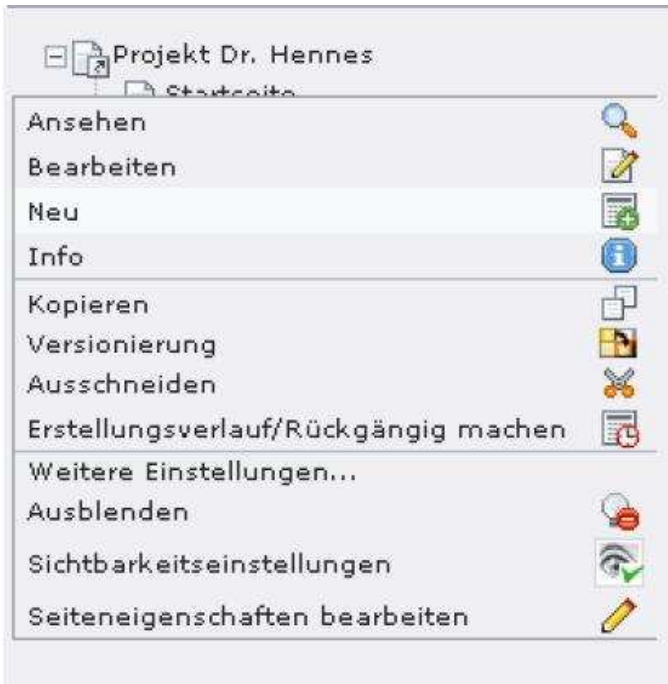 Projekt Dr. Hennes
Startseite
Ansehen
Bearbeiten
Neu
Info
Kopieren
Versionierung
Ausschneiden
Erstellungsverlauf/Rückgängig machen
Weitere Einstellungen...
Ausblenden
Sichtbarkeitseinstellungen
Seiteneigenschaften bearbeiten